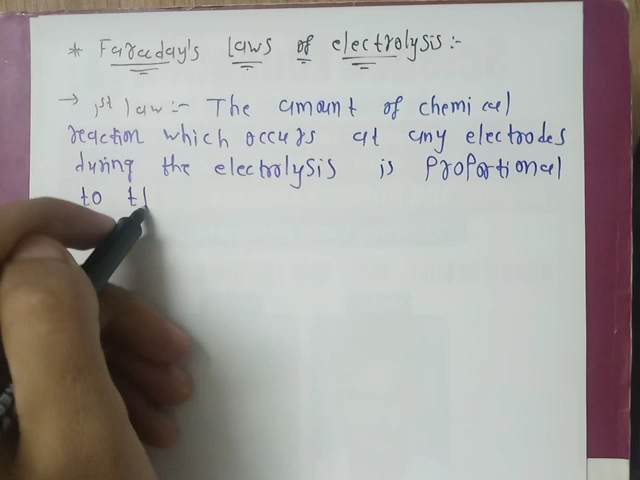 * Faraday's laws of electrolysis:-
→ 1st law:- The amount of chemical
reaction which occurs at any electrodes
during the electrolysis is proportional
to tl